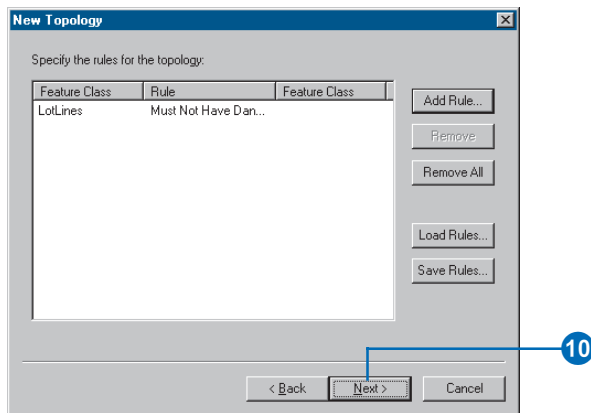 New Topology
Specify the rules for the topology:
Feature Class Rule Feature Class
LotLines Must Not Have Dan...
Add Rule...
Remove
Remove All
Load Rules...
Save Rules...
10
< Back Next > Cancel